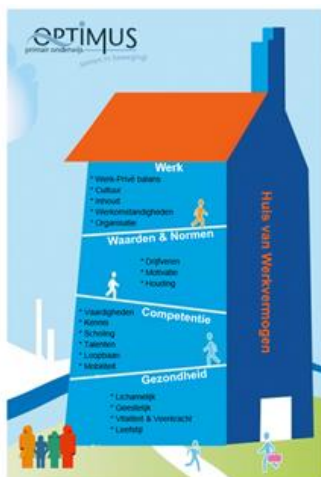 OPTIMUS
primair onderwijs
samen in beweging!
Werk
* Werk-Privé balans
* Cultuur
* Inhoud
* Werkomstandigheden
* Organisatie
Waarden & Normen
* Drijfveren
* Motivatie
* Houding
Competentie
* Vaardigheden
* Kennis
* Scholing
* Talenten
* Loopbaan
* Mobiliteit
Gezondheid
* Lichamelijk
* Geestelijk
* Vitaliteit & Veerkracht
* Leefstijl
Huis van Werkvermogen